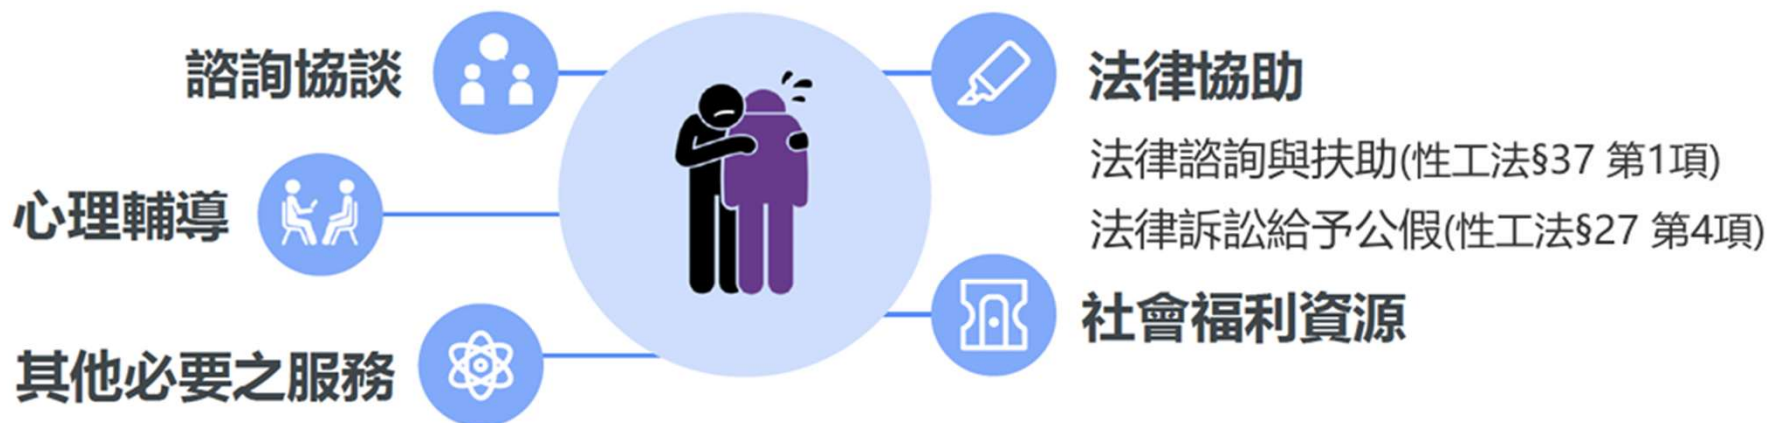 諮詢協談
心理輔導
其他必要之服務
法律協助
法律諮詢與扶助(性工法§37 第1項)
法律訴訟給予公假(性工法§27 第4項)
社會福利資源